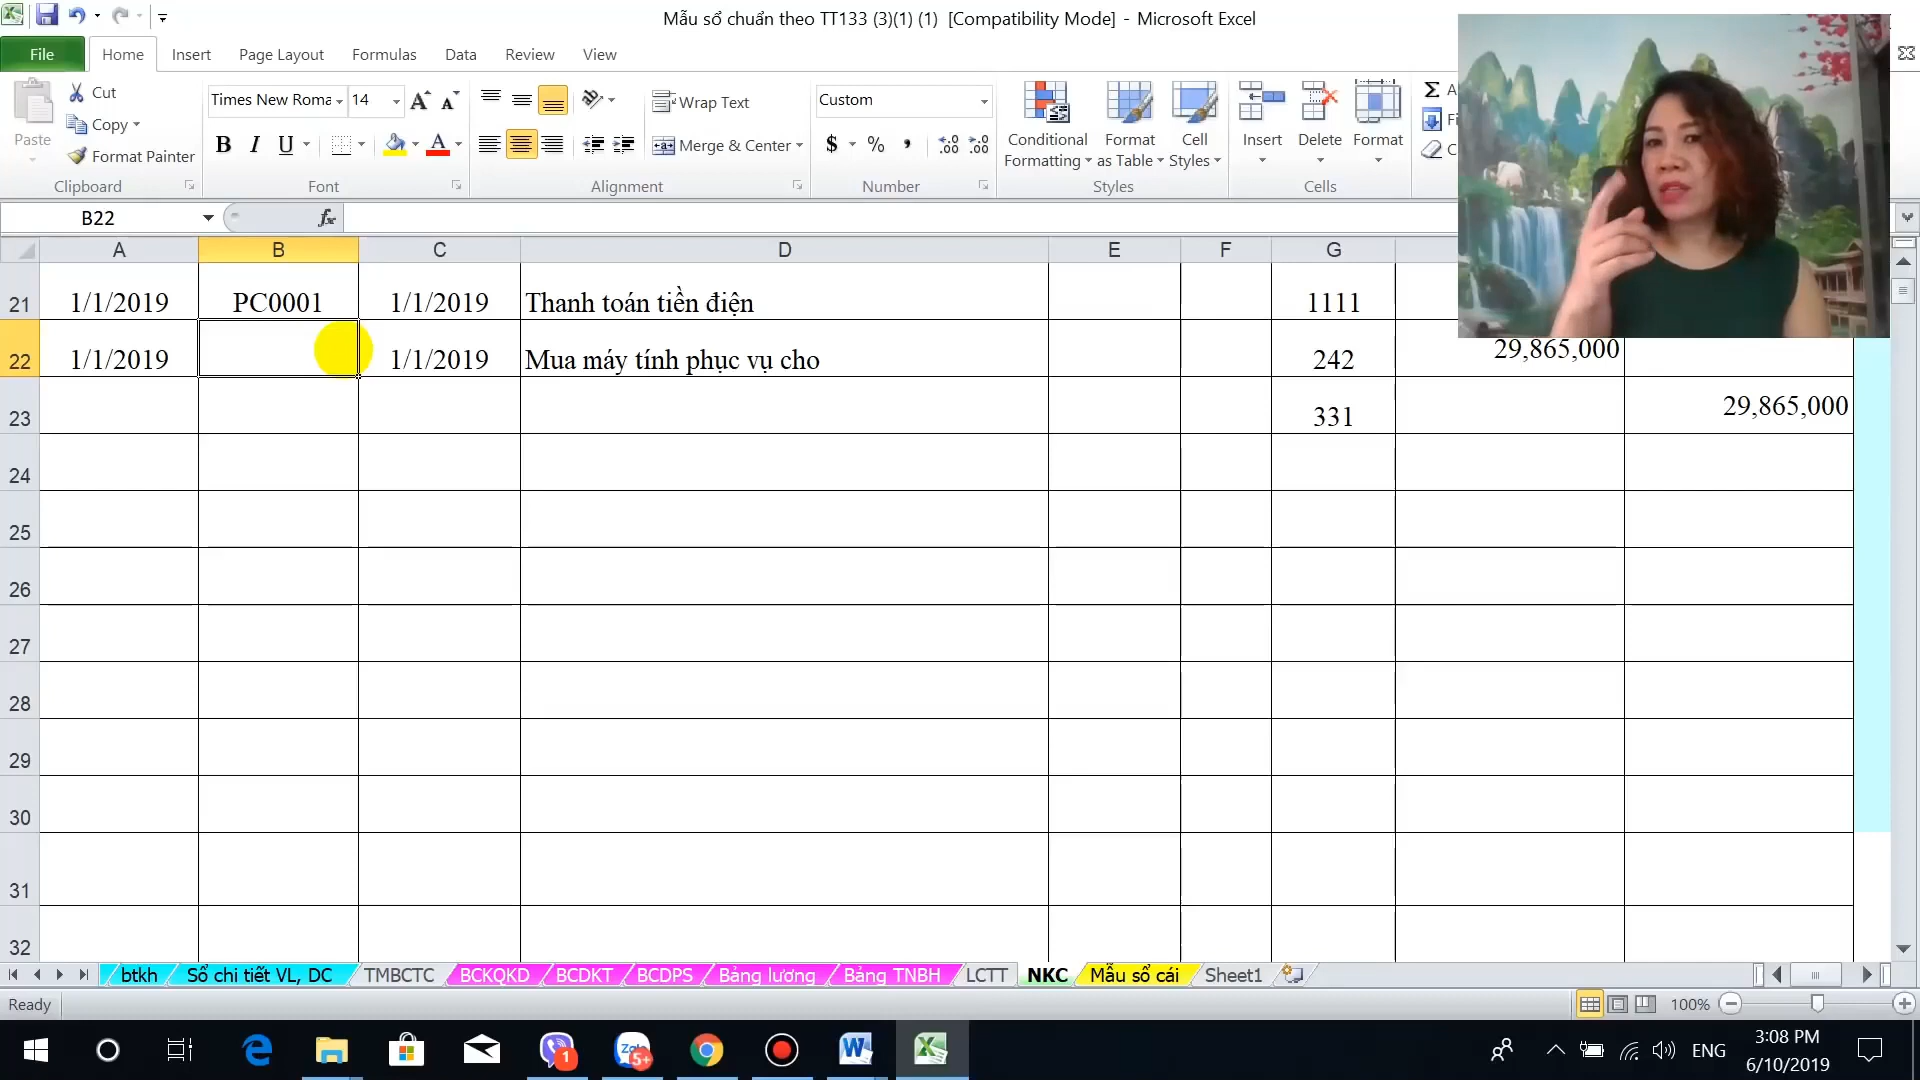 Mẫu sổ chuẩn theo TT133 (3)(1) (1) [Compatibility Mode] - Microsoft Excel
File Home Insert Page Layout Formulas Data Review View
Cut
Copy
Format Painter
Paste
Clipboard
Times New Roma 14
B I U A
Font
Wrap Text
Merge & Center
Alignment
Custom
$ % ,
Number
Conditional Formatting
Format as Table
Cell Styles
Styles
Insert Delete Format
Cells
B22 fx
A B C D E F G
21 1/1/2019 PC0001 1/1/2019 Thanh toán tiền điện 1111
22 1/1/2019 1/1/2019 Mua máy tính phục vụ cho 242 29,865,000
23 331 29,865,000
24
25
26
27
28
29
30
31
32
btkh Sổ chi tiết VL, DC TMBCTC BCKQKD BCDKT BCDPS Bảng lương Bảng TNBH LCTT NKC Mẫu sổ cái Sheet1
Ready 100%
1 Zalo 5+ ENG
3:08 PM
6/10/2019